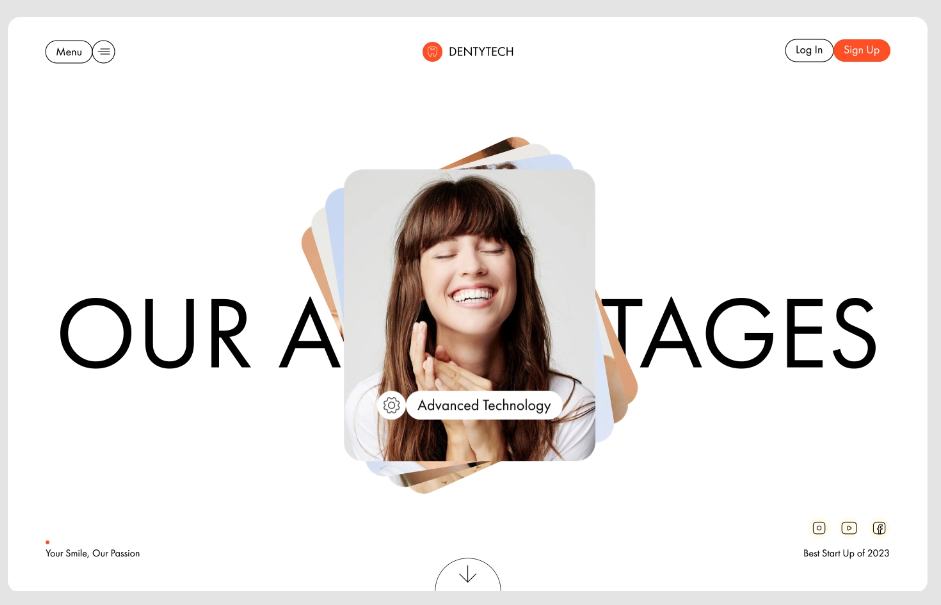 Menu
DENTYTECH
Log In
Sign Up
OUR A TAGES
Advanced Technology
Your Smile, Our Passion
Best Start Up of 2023